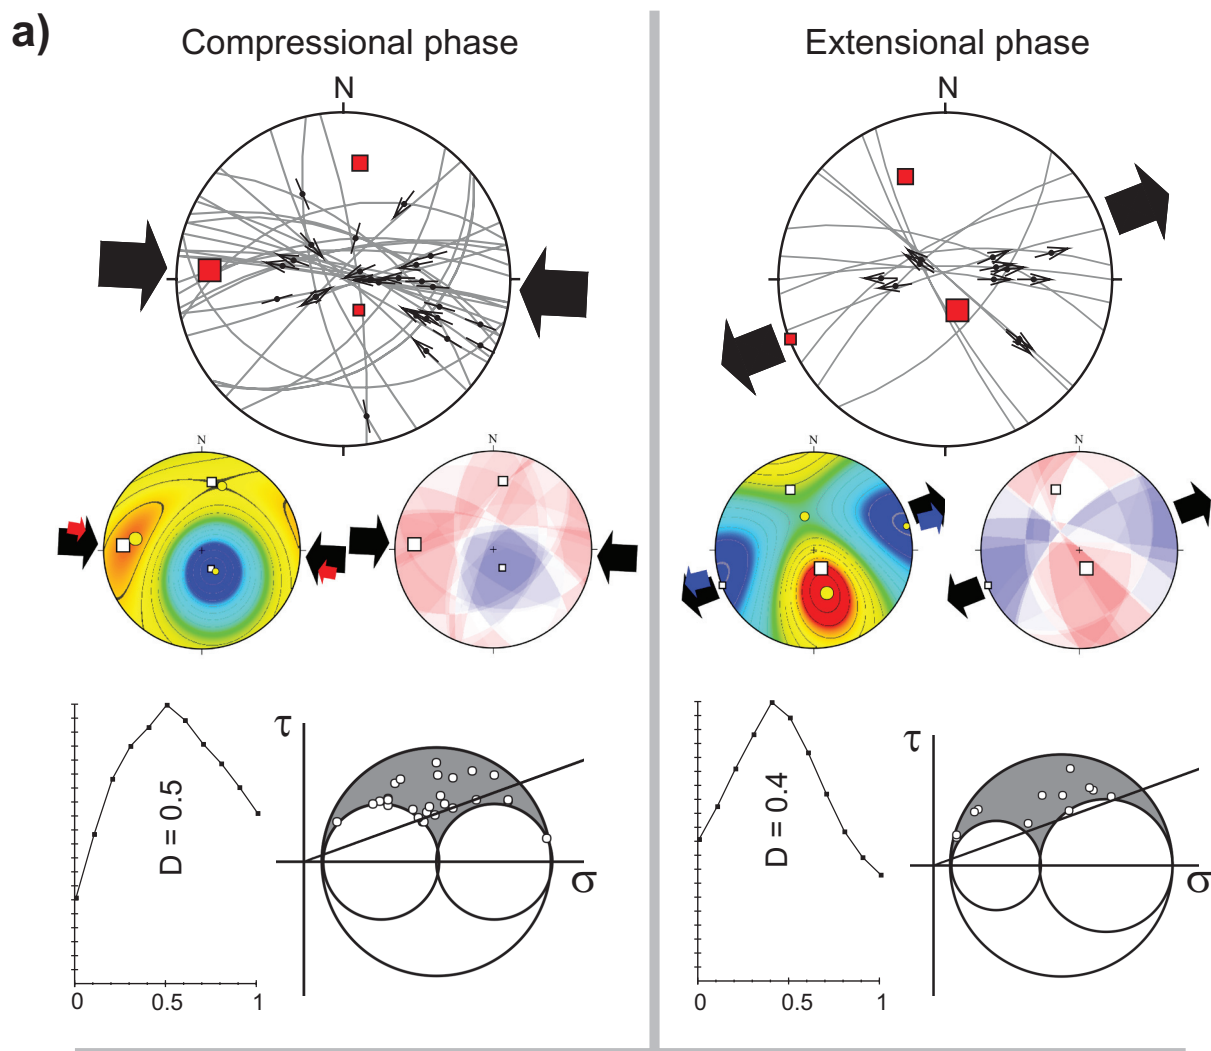 a)
Compressional phase
N
N
N
D = 0.5
0
0.5
1
τ
σ
Extensional phase
N
N
N
D = 0.4
0
0.5
1
τ
σ